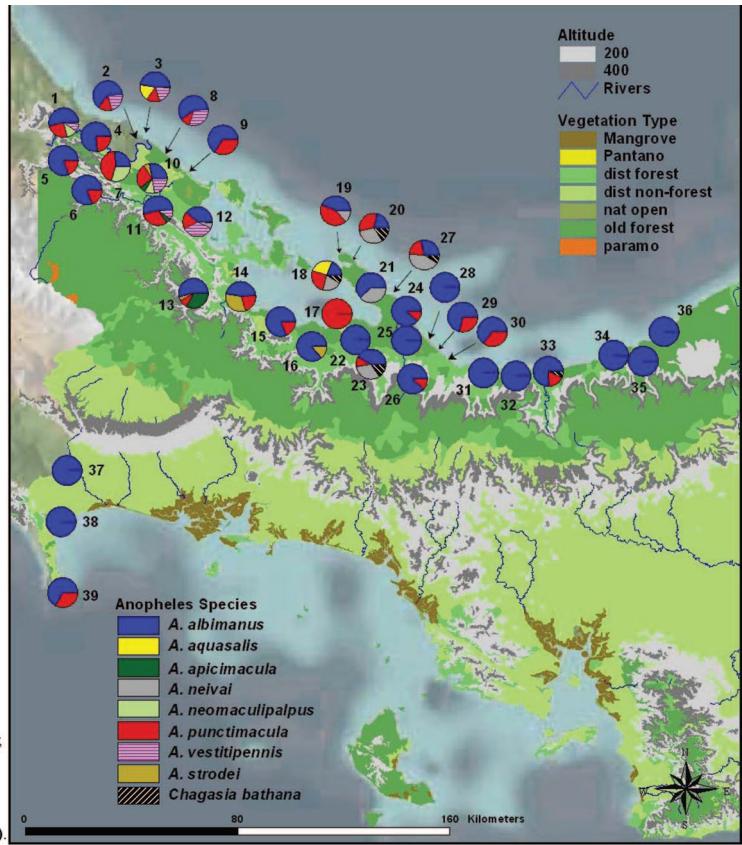 Altitude
200
400
Rivers
Vegetation Type
Mangrove
Pantano
dist forest
dist non-forest
nat open
old forest
paramo
1
2
3
4
5
6
7
8
9
10
11
12
13
14
15
16
17
18
19
20
21
22
23
24
25
26
27
28
29
30
31
32
33
34
35
36
37
38
39
Anopheles Species
A. albimanus
A. aquasalis
A. apicimacula
A. neivai
A. neomaculipalpus
A. punctimacula
A. vestitipennis
A. strodei
Chagasia bathana
N
W E
S
0 80 160 Kilometers
).